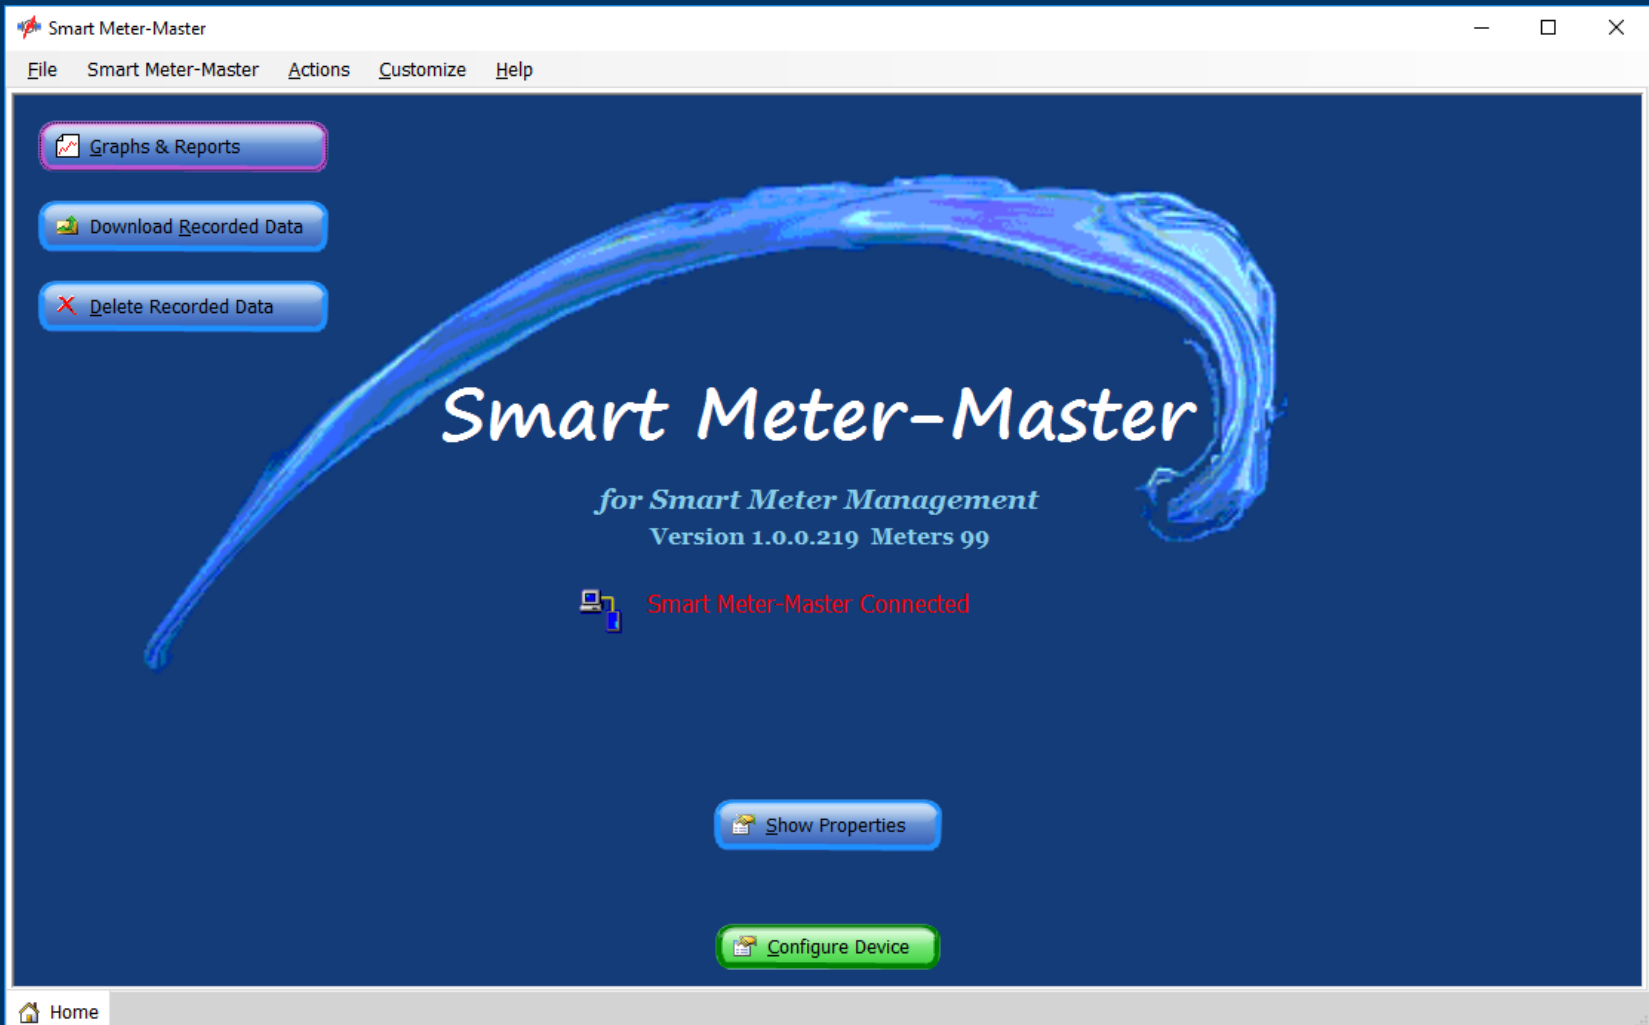 Smart Meter-Master
File Smart Meter-Master Actions Customize Help
Graphs & Reports
Download Recorded Data
Delete Recorded Data
Smart Meter-Master
for Smart Meter Management
Version 1.0.0.219 Meters 99
Smart Meter-Master Connected
Show Properties
Configure Device
Home